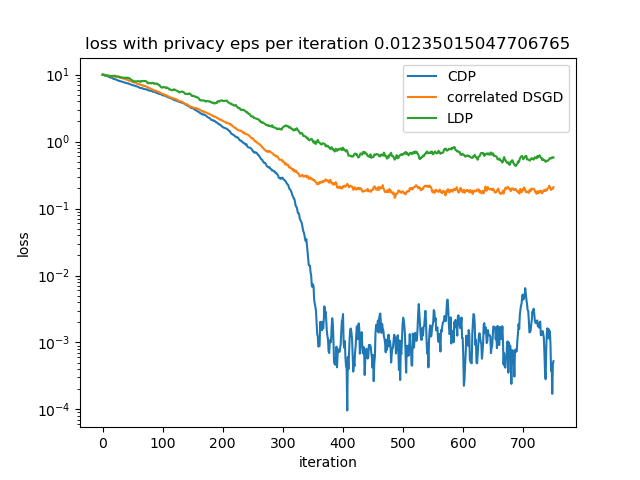 loss with privacy eps per iteration 0.01235015047706765
CDP
correlated DSGD
LDP
loss
10¹
10⁰
10⁻¹
10⁻²
10⁻³
10⁻⁴
0 100 200 300 400 500 600 700
iteration